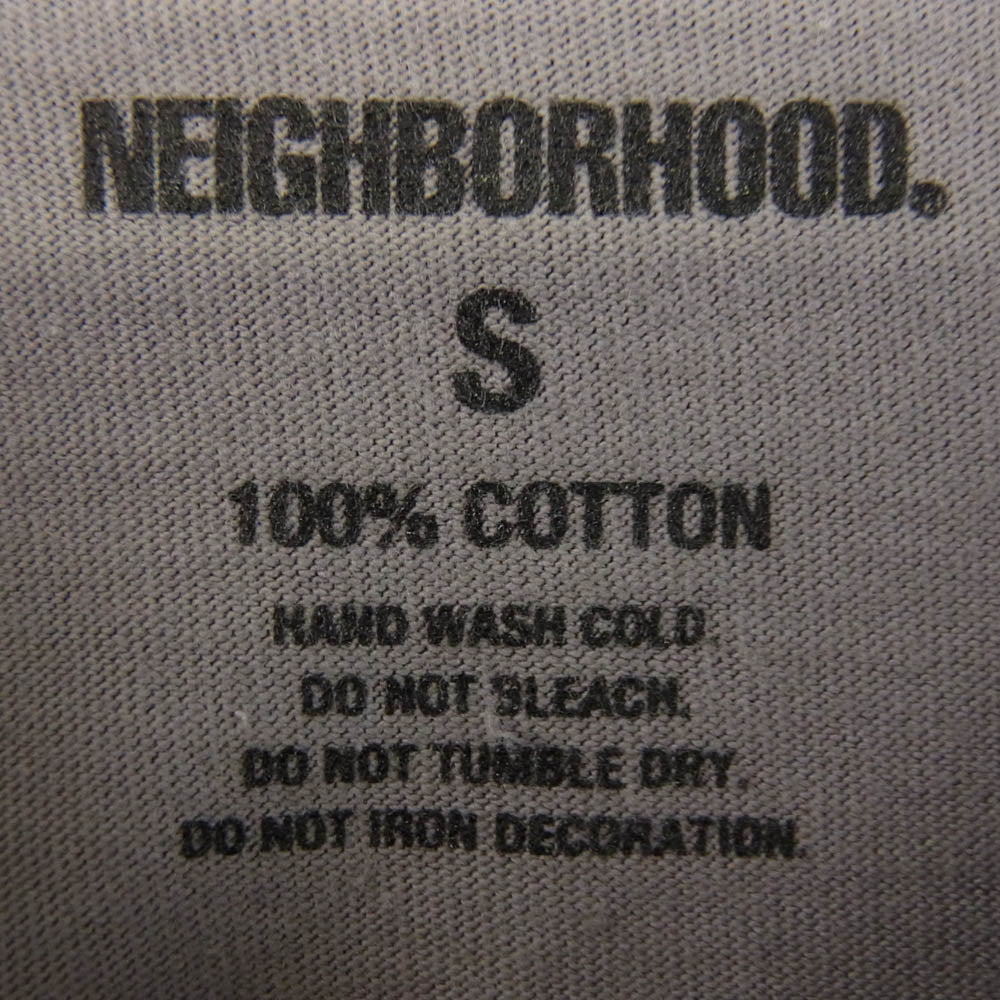 NEIGHBORHOOD®
S
100% COTTON
HAND WASH COLD.
DO NOT BLEACH.
DO NOT TUMBLE DRY.
DO NOT IRON DECORATION.